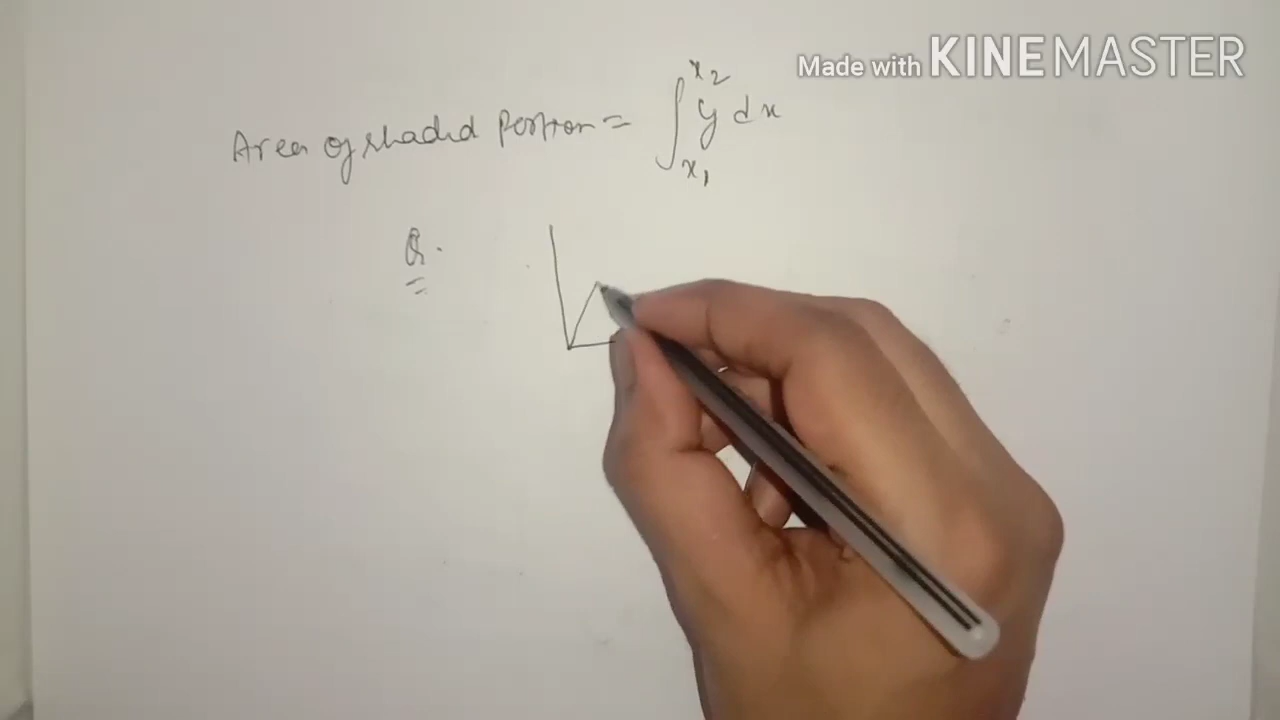 Made with KINEMASTER
Area of shaded portion = ∫ y dx
x₂
x₁
Q.